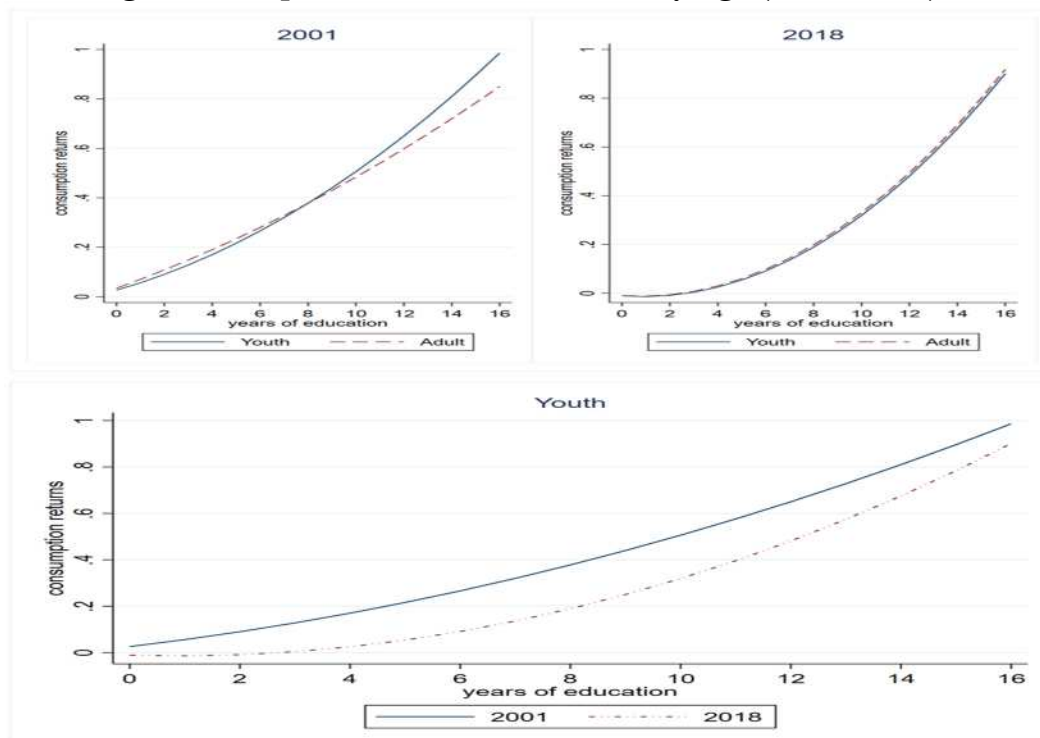 2001
2018
consumption returns
0 .2 .4 .6 .8 1
0 2 4 6 8 10 12 14 16
years of education
Youth Adult
consumption returns
0 .2 .4 .6 .8 1
0 2 4 6 8 10 12 14 16
years of education
Youth Adult
Youth
consumption returns
0 .2 .4 .6 .8 1
0 2 4 6 8 10 12 14 16
years of education
2001 2018